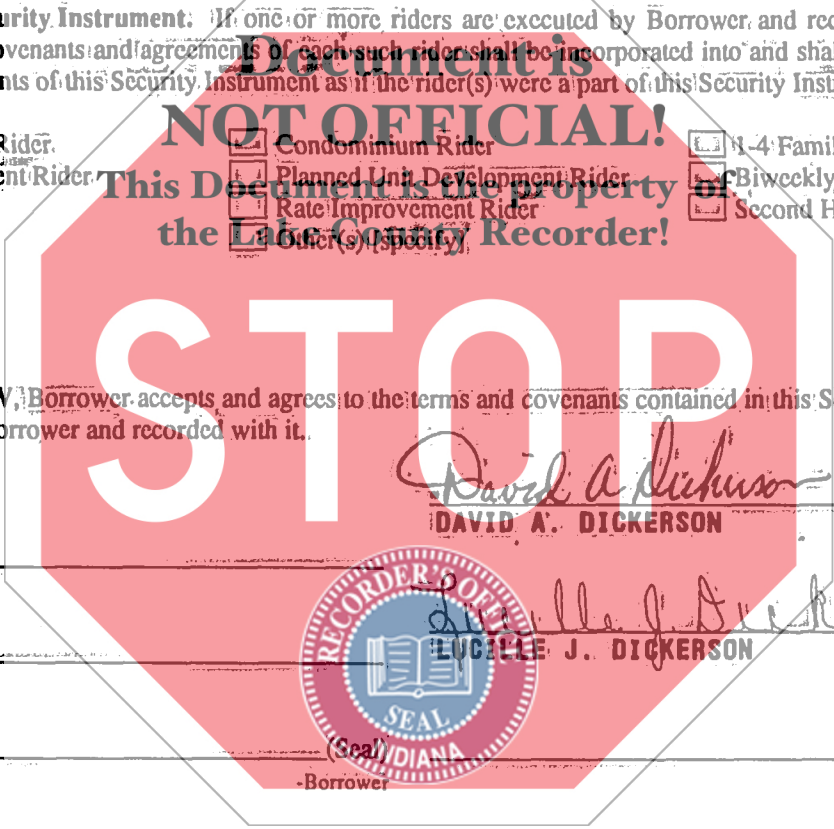 urity Instrument. If one or more riders are executed by Borrower and rec
ovenants and agreements of each such rider shall be incorporated into and sha
nts of this Security Instrument as if the rider(s) were a part of this Security Inst
Document is
NOT OFFICIAL!
This Document is the property of
the Lake County Recorder!
Rider Condominium Rider 1-4 Famil
nt Rider Planned Unit Development Rider Biweekly
Rate Improvement Rider Second H
Other(s) [specify]
STOP
W, Borrower accepts and agrees to the terms and covenants contained in this S
orrower and recorded with it.
David A Dickerson
DAVID A. DICKERSON
Lucille J. Dick
LUCILLE J. DICKERSON
RECORDER'S OFFICE
SEAL
INDIANA
(Seal)
-Borrower